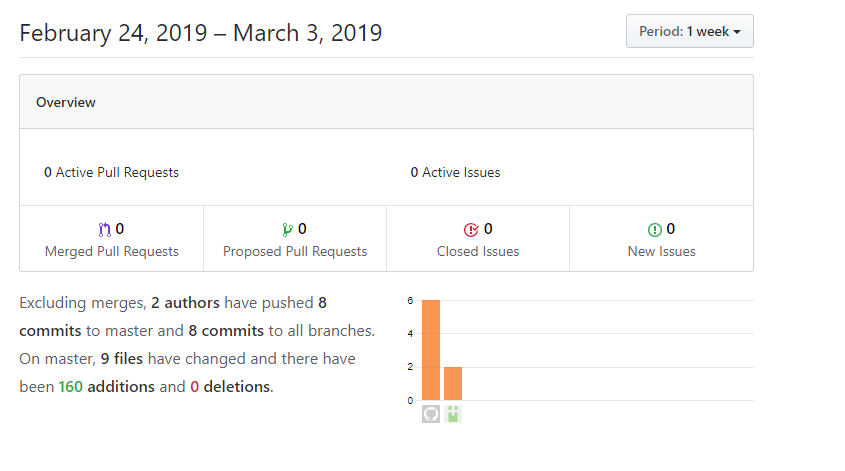 February 24, 2019 – March 3, 2019
Period: 1 week
Overview
0 Active Pull Requests
0 Active Issues
0
Merged Pull Requests
0
Proposed Pull Requests
0
Closed Issues
0
New Issues
Excluding merges, 2 authors have pushed 8
commits to master and 8 commits to all branches.
On master, 9 files have changed and there have
been 160 additions and 0 deletions.
6
4
2
0